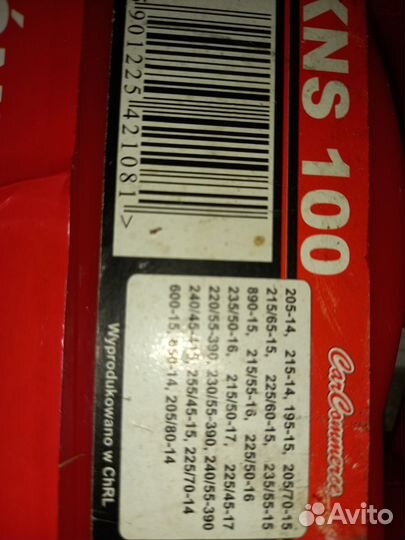 KNS 100
CarCommerce
901225 421081 >
205-14, 215-14, 195-15, 205/70-15
215/65-15, 225/60-15, 235/55-15
890-15, 215/55-16, 225/50-16
235/50-16, 215/50-17, 225/45-17
220/55-390, 230/55-390, 240/55-390
240/45-415, 255/45-15, 225/70-14
600-15, 650-14, 205/80-14
Wyprodukowano w ChRL
Avito